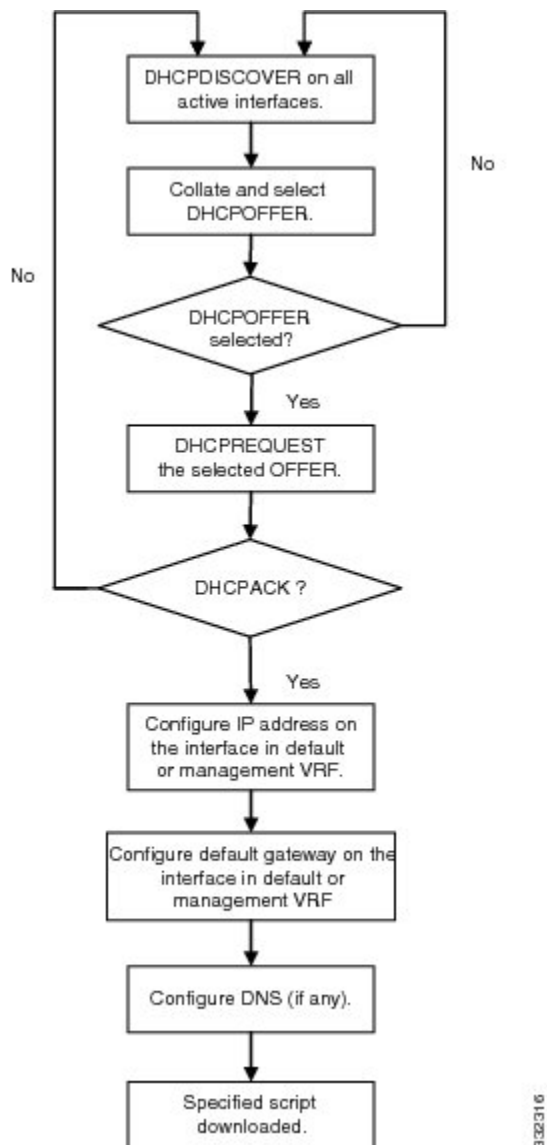 DHCPDISCOVER on all
active interfaces.
No
Collate and select
DHCPOFFER.
No
DHCPOFFER
selected?
Yes
DHCPREQUEST
the selected OFFER.
DHCPACK ?
Yes
Configure IP address on
the interface in default
or management VRF.
Configure default gateway on the
interface in default or
management VRF
Configure DNS (if any).
Specified script
downloaded.
332316